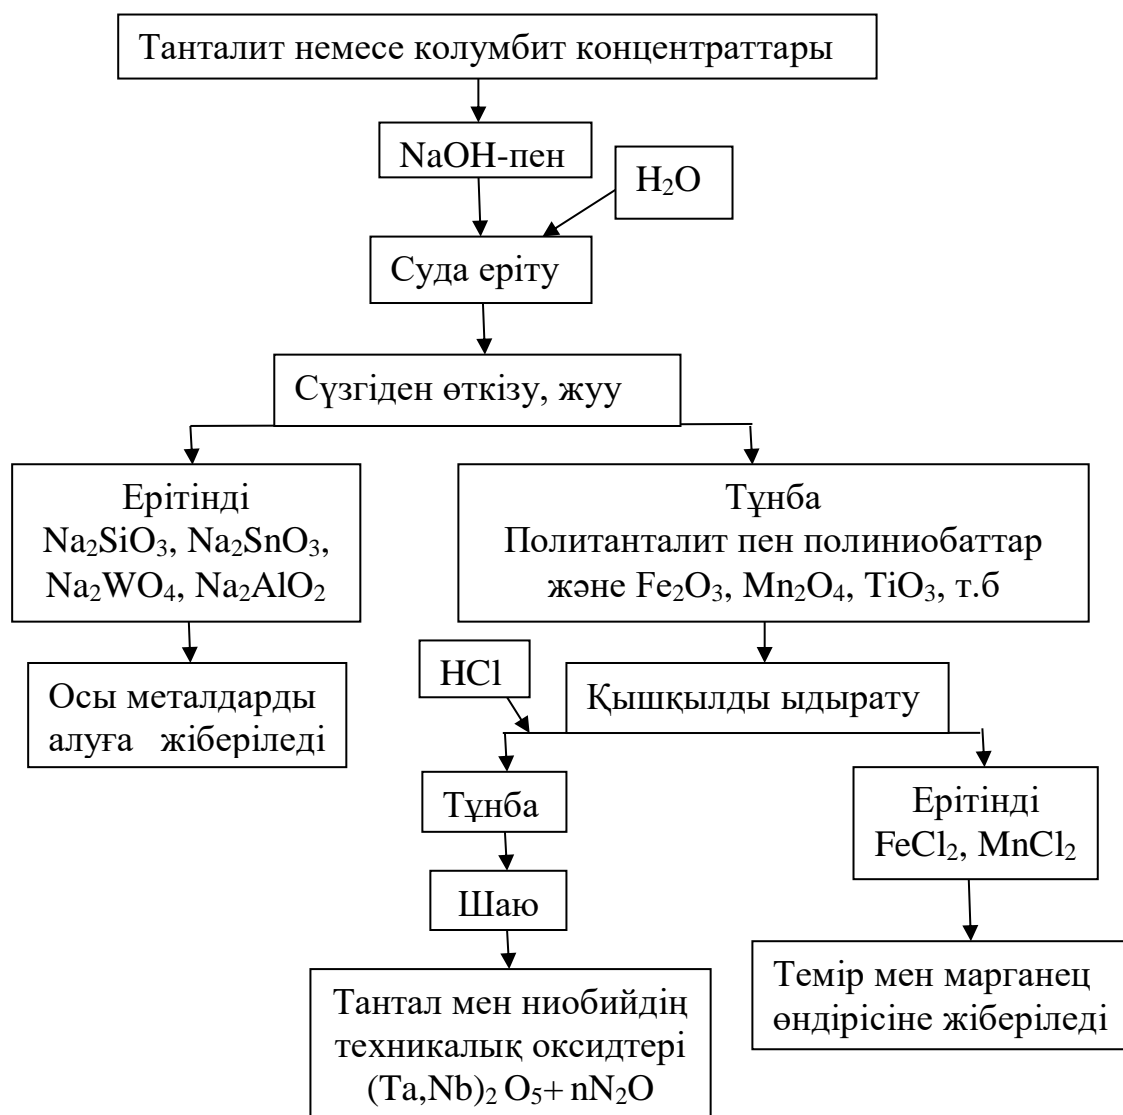 Танталит немесе колумбит концентраттары
NaOH-пен
H₂O
Суда еріту
Сүзгіден өткізу, жуу
Ерітінді
Na₂SiO₃, Na₂SnO₃,
Na₂WO₄, Na₂AlO₂
Тұнба
Политанталит пен полиниобаттар
және Fe₂O₃, Mn₂O₄, TiO₃, т.б
Осы металдарды
алуға жіберіледі
HCl
Қышқылды ыдырату
Тұнба
Ерітінді
FeCl₂, MnCl₂
Шаю
Тантал мен ниобийдің
техникалық оксидтері
(Ta,Nb)₂ O₅+ nN₂O
Темір мен марганец
өндірісіне жіберіледі